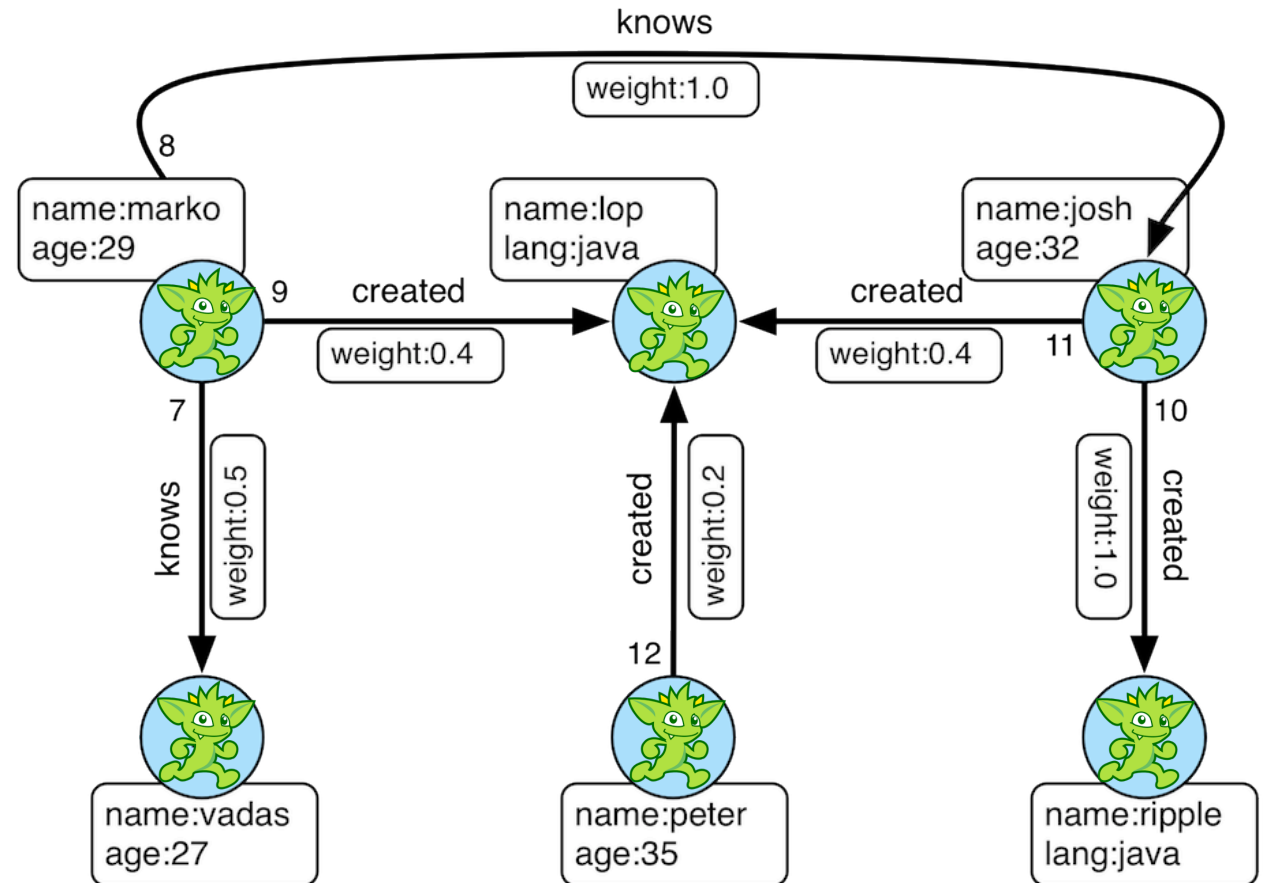 knows
weight:1.0
8
name:marko
age:29
name:lop
lang:java
name:josh
age:32
9
created
weight:0.4
created
weight:0.4
11
7
knows
weight:0.5
created
weight:0.2
12
10
weight:1.0
created
name:vadas
age:27
name:peter
age:35
name:ripple
lang:java